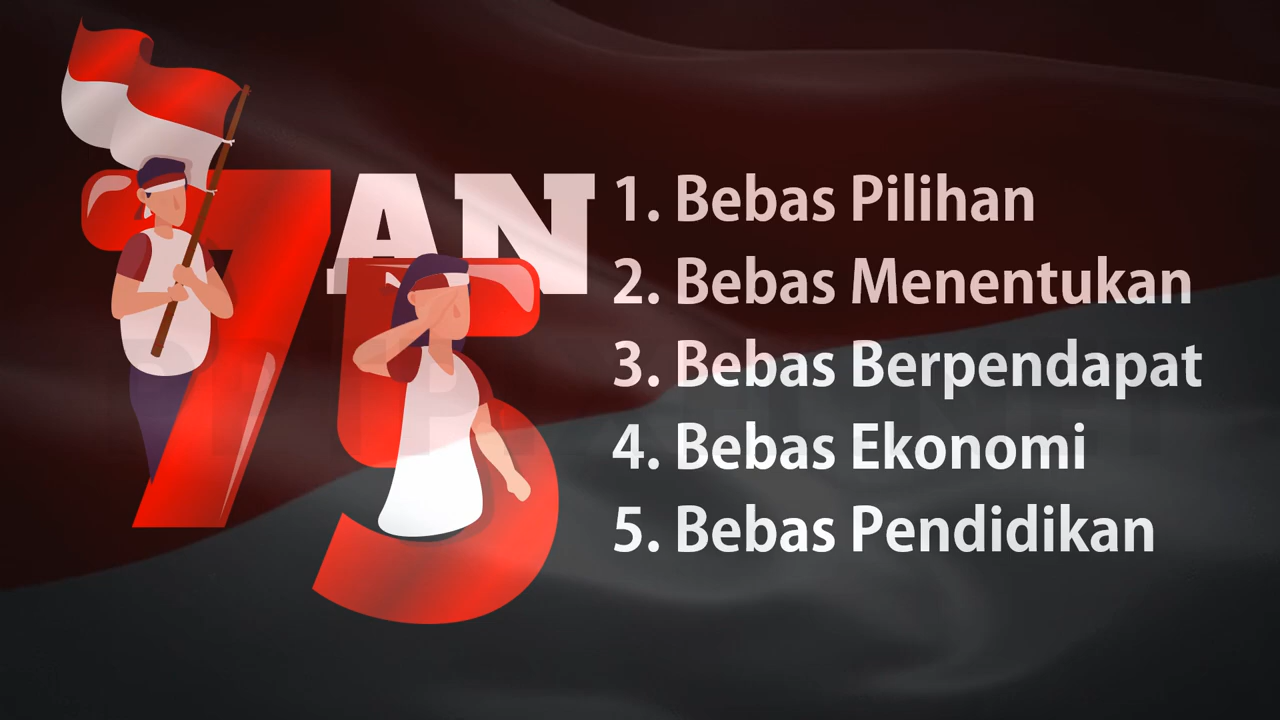 75
AN
1. Bebas Pilihan
2. Bebas Menentukan
3. Bebas Berpendapat
4. Bebas Ekonomi
5. Bebas Pendidikan